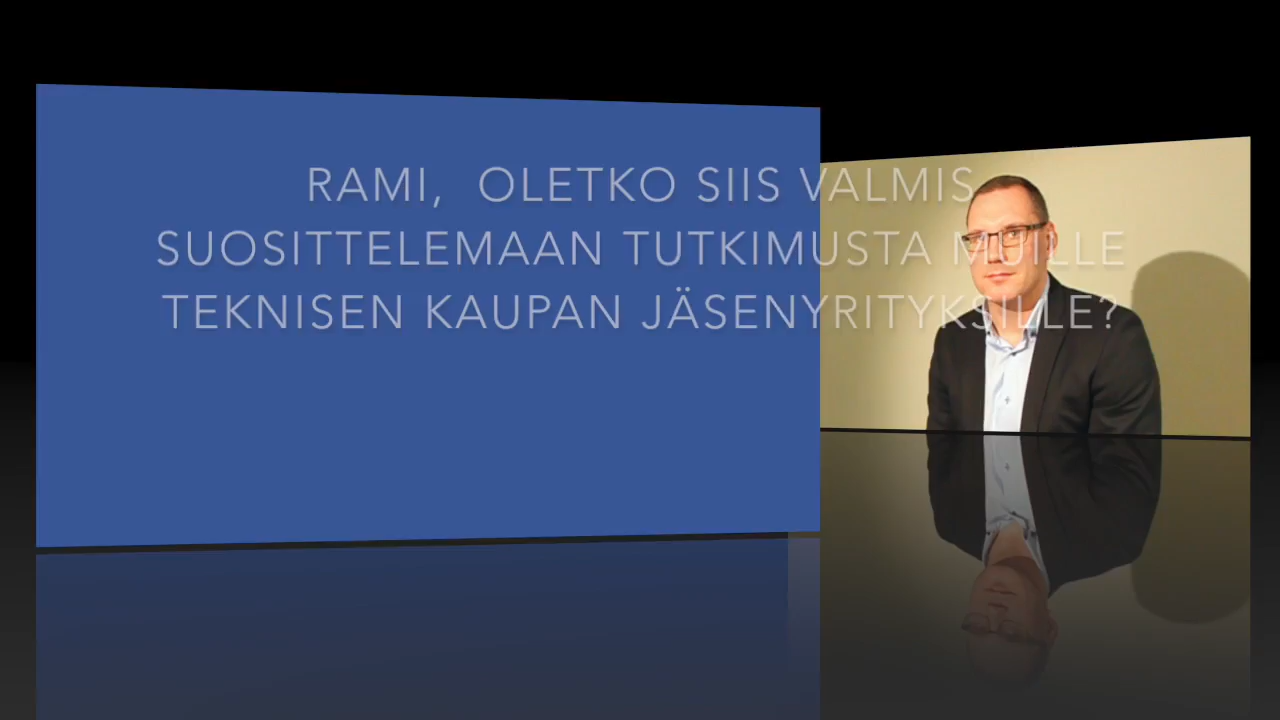 RAMI, OLETKO SIIS VALMIS
SUOSITTELEMAAN TUTKIMUSTA MUILLE
TEKNISEN KAUPAN JÄSENYRITYKSILLE?